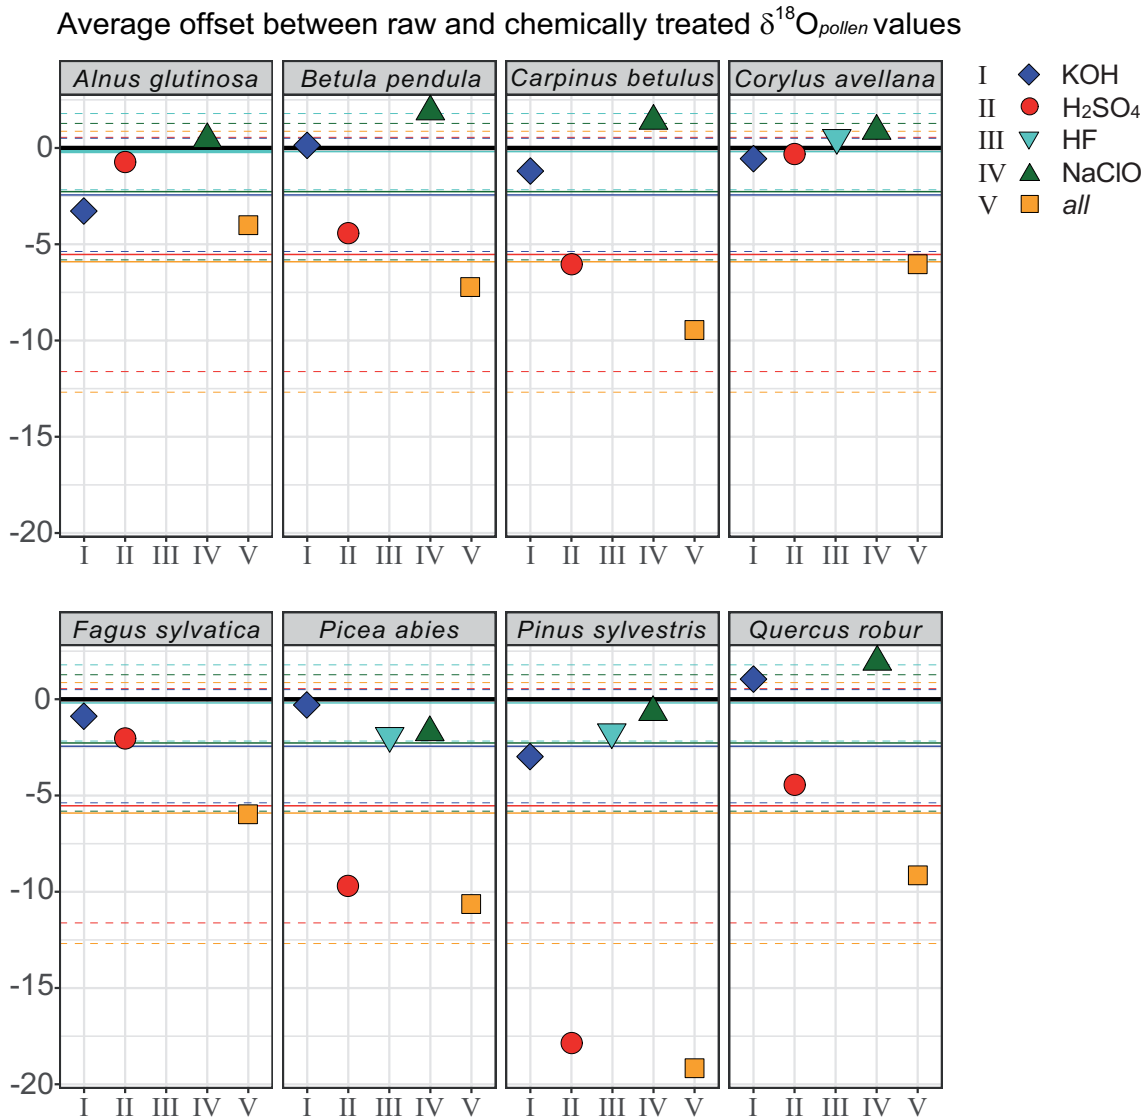 Average offset between raw and chemically treated δ¹⁸Opollen values
Alnus glutinosa Betula pendula Carpinus betulus Corylus avellana
I KOH
II H₂SO₄
III HF
IV NaClO
V all
0
-5
-10
-15
-20
I II III IV V I II III IV V I II III IV V I II III IV V
Fagus sylvatica Picea abies Pinus sylvestris Quercus robur
0
-5
-10
-15
-20
I II III IV V I II III IV V I II III IV V I II III IV V